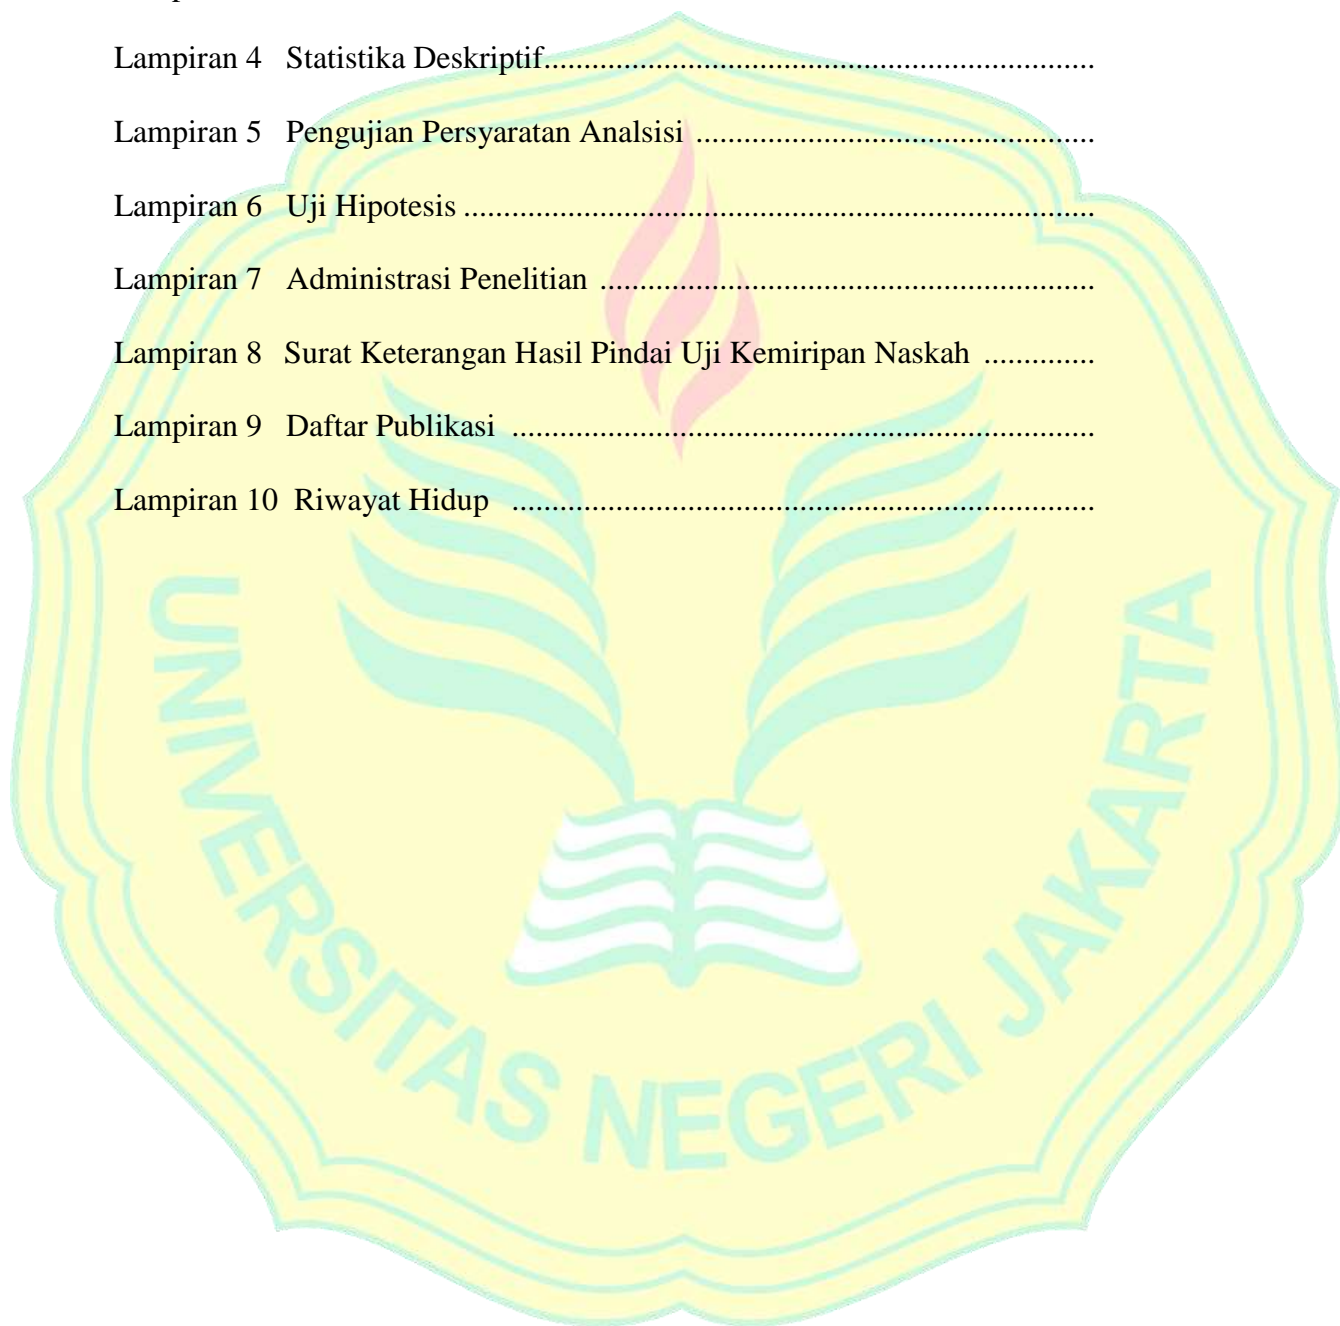 Lampiran 4 Statistika Deskriptif....................................................................
Lampiran 5 Pengujian Persyaratan Analsisi .................................................
Lampiran 6 Uji Hipotesis ..............................................................................
Lampiran 7 Administrasi Penelitian .............................................................
Lampiran 8 Surat Keterangan Hasil Pindai Uji Kemiripan Naskah ..............
Lampiran 9 Daftar Publikasi ........................................................................
Lampiran 10 Riwayat Hidup ........................................................................
UNIVERSITAS NEGERI JAKARTA